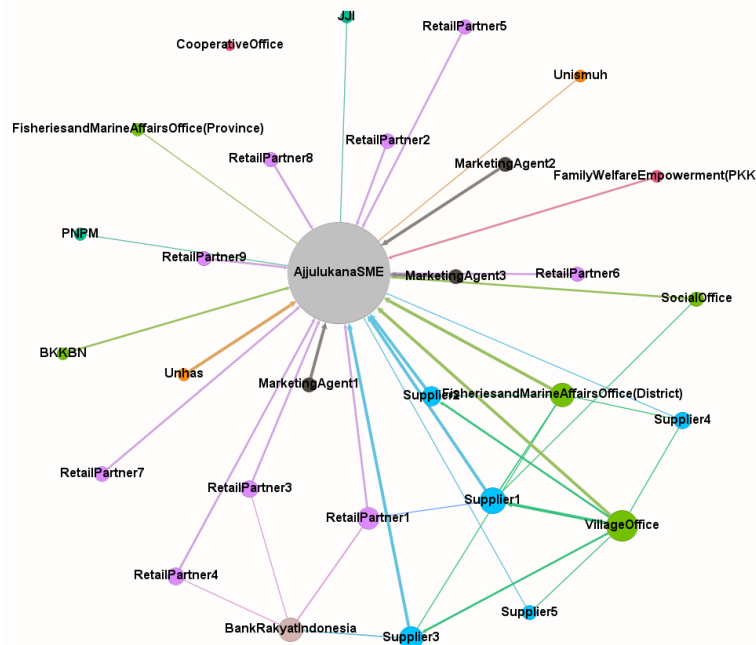 JJI
RetailPartner5
CooperativeOffice
Unismuh
FisheriesandMarineAffairsOffice(Province)
RetailPartner2
RetailPartner8
MarketingAgent2
FamilyWelfareEmpowerment(PKK
PNPM
RetailPartner9
AjjulukanaSME
MarketingAgent3
RetailPartner6
SocialOffice
BKKBN
Unhas
MarketingAgent1
Supplier2
FisheriesandMarineAffairsOffice(District)
Supplier4
RetailPartner7
RetailPartner3
Supplier1
RetailPartner1
VillageOffice
RetailPartner4
Supplier5
BankRakyatIndonesia
Supplier3